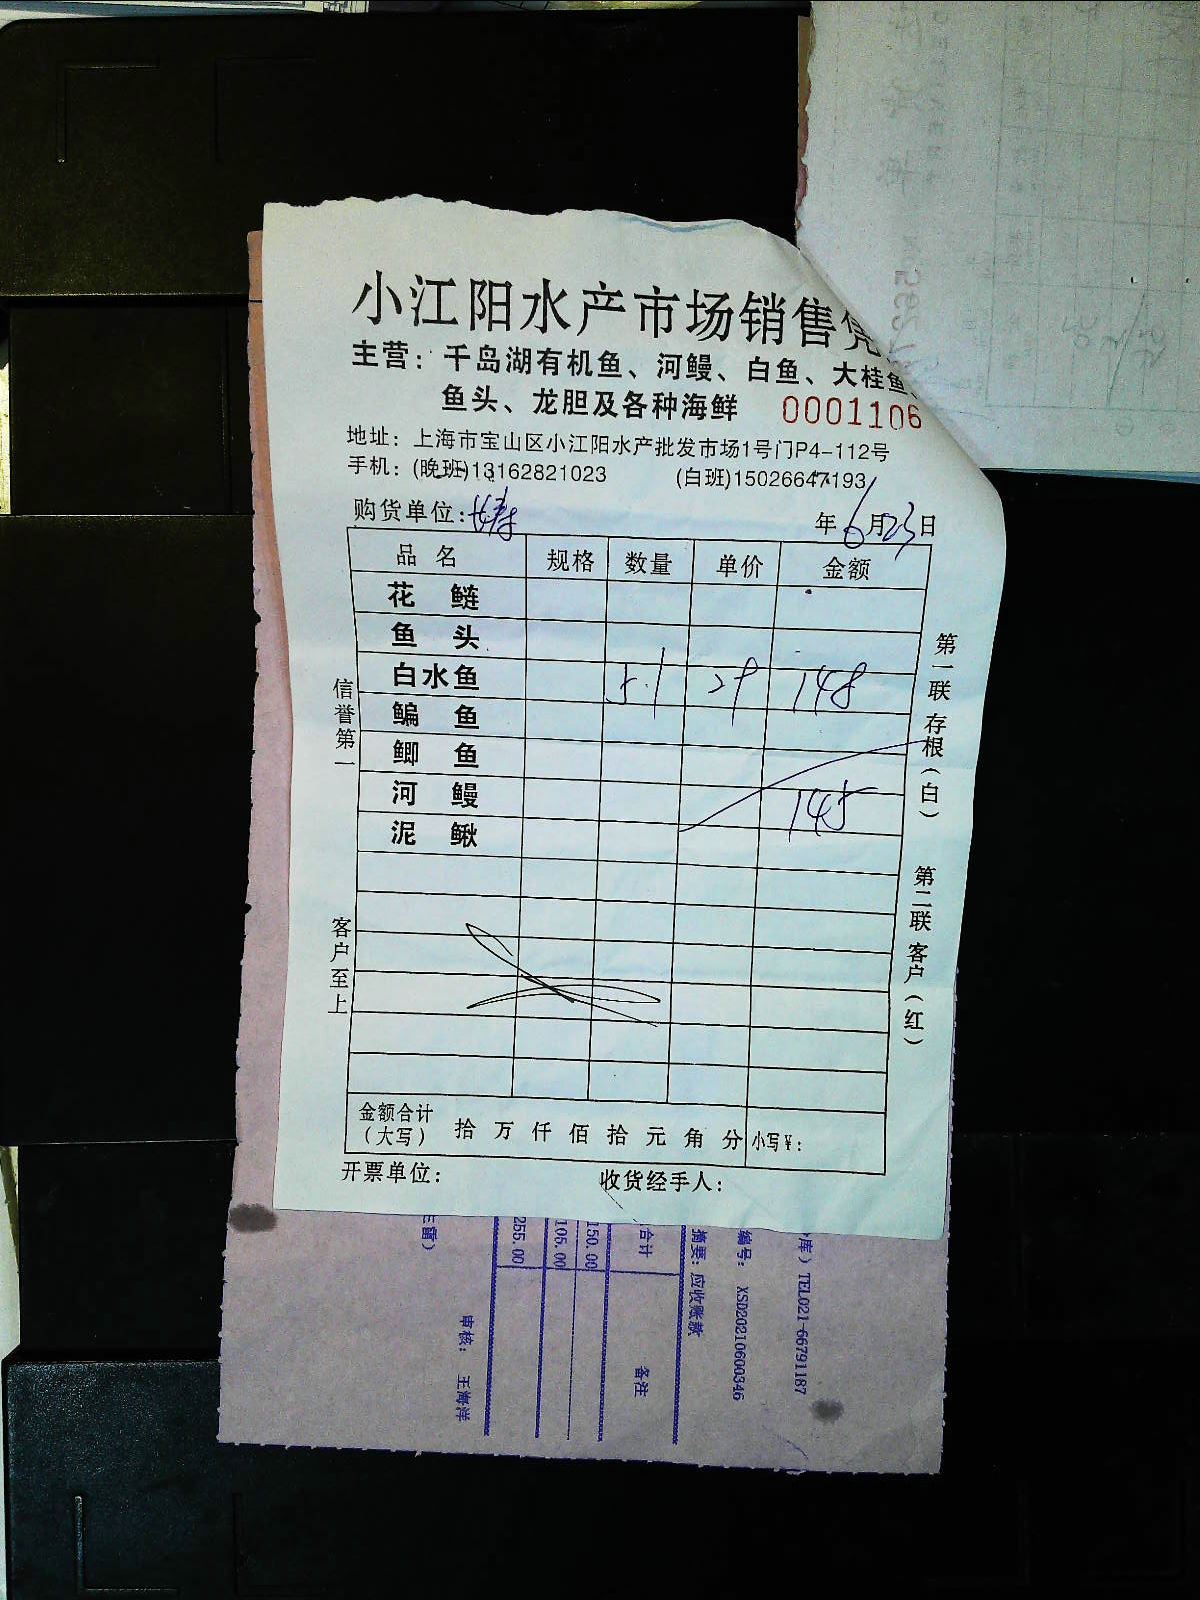 小江阳水产市场销售凭
主营：千岛湖有机鱼、河鳗、白鱼、大桂鱼、
鱼头、龙胆及各种海鲜 0001106
地址：上海市宝山区小江阳水产批发市场1号门P4-112号
手机：(晚班)13162821023 (白班)15026647193
购货单位： 年6月23日
品名 规格 数量 单价 金额
花鲢
鱼头
白水鱼 5.1 29 148
鳊鱼
鲫鱼
河鳗 145
泥鳅
信誉第一
客户至上
第一联 存根（白）
第二联 客户（红）
金额合计（大写） 拾 万 仟 佰 拾 元 角 分 小写￥:
开票单位： 收货经手人：
库）TEL021-66791187
编号： XSD20210600346
摘要：应收账款
合计 备注
150.00
105.00
255.00
审核： 王海洋